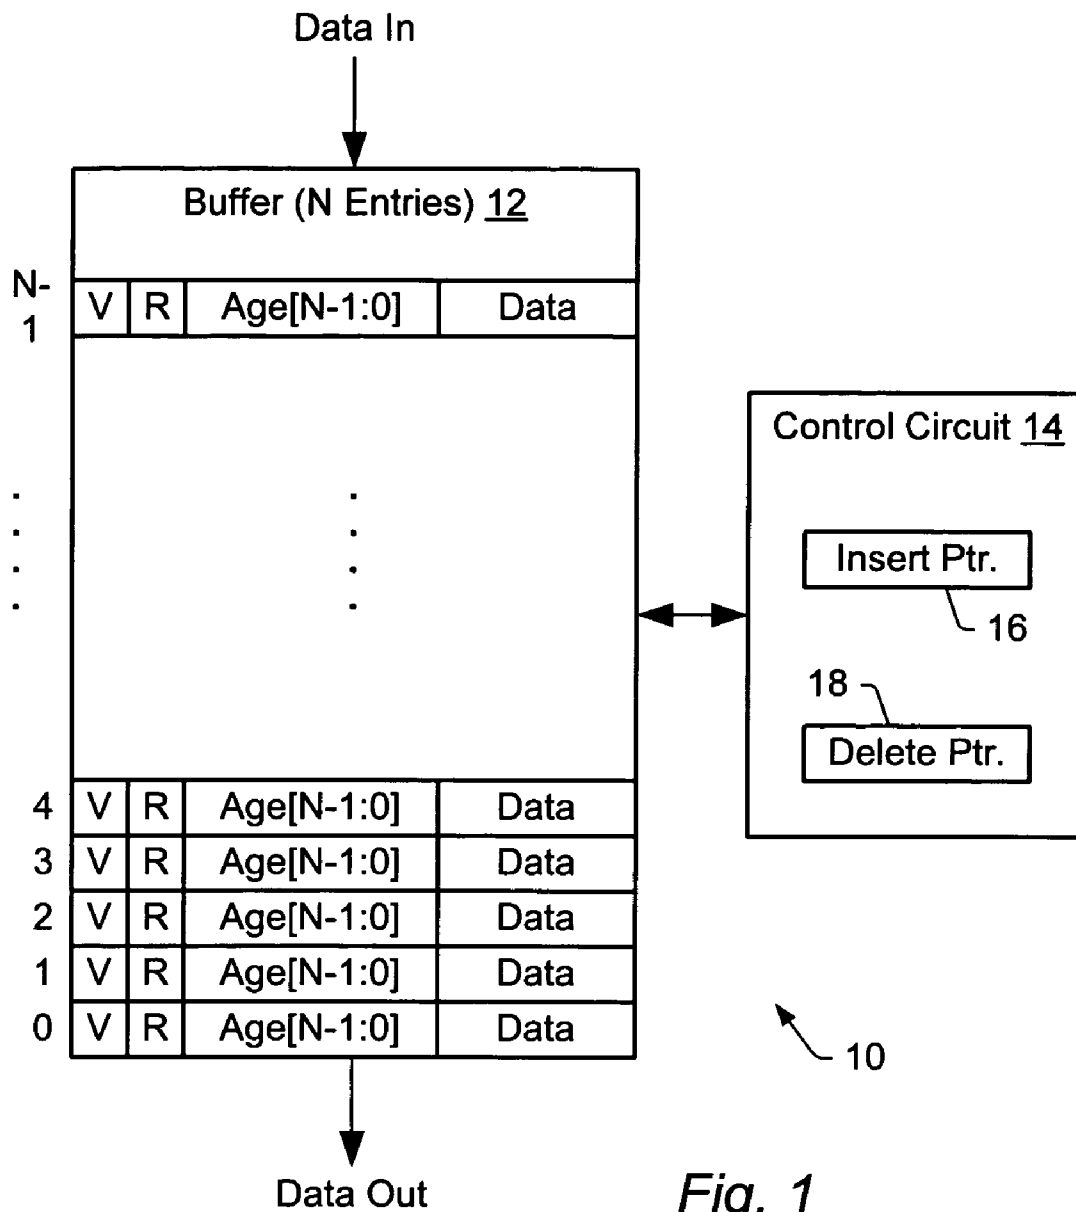 Data In
Buffer (N Entries) 12
N-
1
V R Age[N-1:0] Data
Control Circuit 14
Insert Ptr.
16
18
Delete Ptr.
4 V R Age[N-1:0] Data
3 V R Age[N-1:0] Data
2 V R Age[N-1:0] Data
1 V R Age[N-1:0] Data
0 V R Age[N-1:0] Data
10
Data Out
Fig. 1